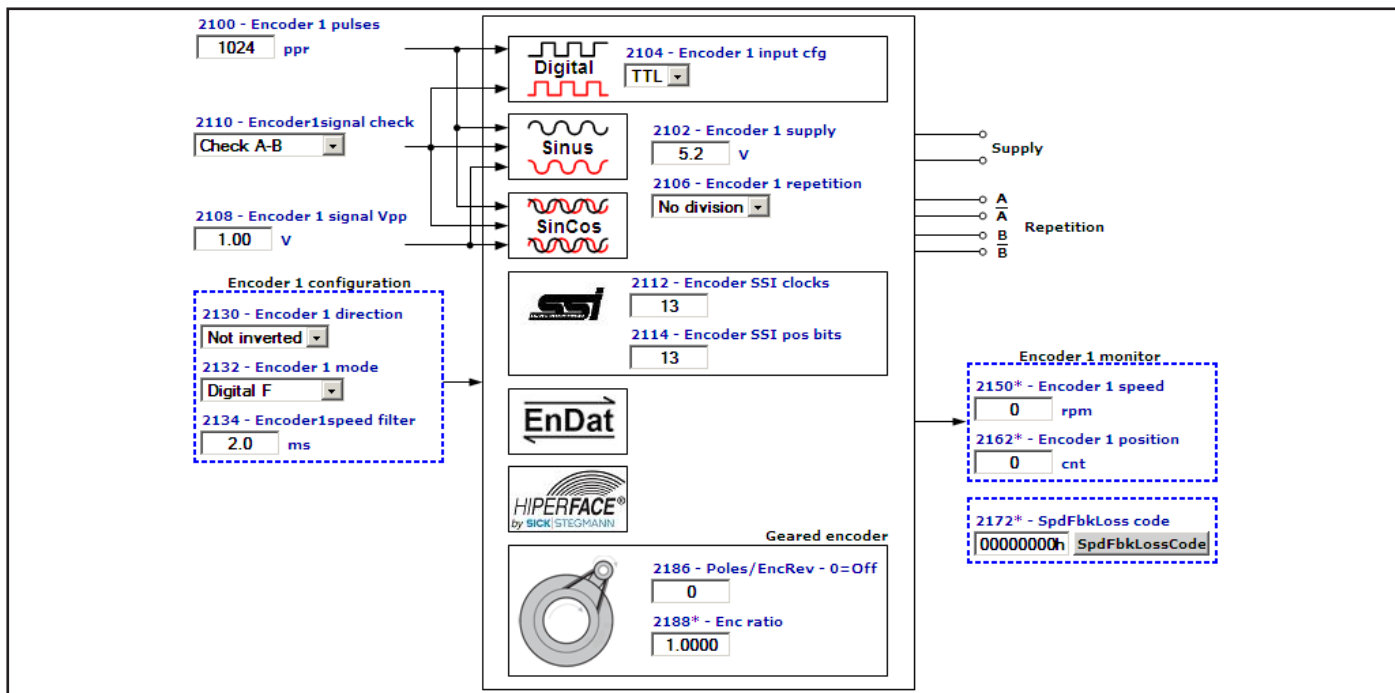 2100 - Encoder 1 pulses
1024 ppr
2110 - Encoder1signal check
Check A-B
2108 - Encoder 1 signal Vpp
1.00 V
Encoder 1 configuration
2130 - Encoder 1 direction
Not inverted
2132 - Encoder 1 mode
Digital F
2134 - Encoder1speed filter
2.0 ms
Digital
2104 - Encoder 1 input cfg
TTL
Sinus
2102 - Encoder 1 supply
5.2 V
2106 - Encoder 1 repetition
No division
SinCos
SSI
2112 - Encoder SSI clocks
13
2114 - Encoder SSI pos bits
13
EnDat
HIPERFACE®
by SICK STEGMANN
Geared encoder
2186 - Poles/EncRev - 0=Off
0
2188* - Enc ratio
1.0000
Supply
A
A
B
B
Repetition
Encoder 1 monitor
2150* - Encoder 1 speed
0 rpm
2162* - Encoder 1 position
0 cnt
2172* - SpdFbkLoss code
00000000h SpdFbkLossCode